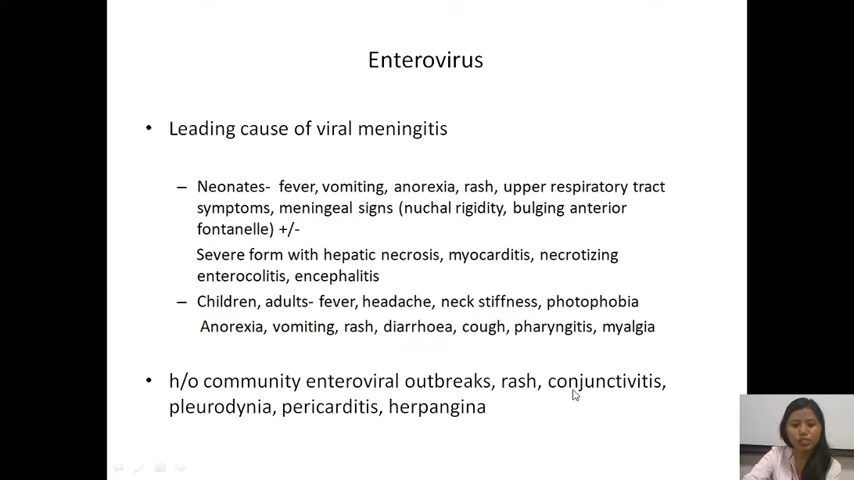 Enterovirus
• Leading cause of viral meningitis
– Neonates- fever, vomiting, anorexia, rash, upper respiratory tract
symptoms, meningeal signs (nuchal rigidity, bulging anterior
fontanelle) +/-
Severe form with hepatic necrosis, myocarditis, necrotizing
enterocolitis, encephalitis
– Children, adults- fever, headache, neck stiffness, photophobia
Anorexia, vomiting, rash, diarrhoea, cough, pharyngitis, myalgia
• h/o community enteroviral outbreaks, rash, conjunctivitis,
pleurodynia, pericarditis, herpangina